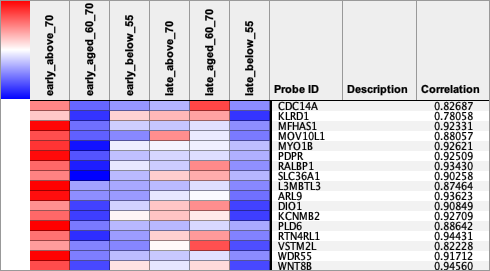 early_above_70
early_aged_60_70
early_below_55
late_above_70
late_aged_60_70
late_below_55
Probe ID Description Correlation
CDC14A 0.82687
KLRD1 0.78058
MFHAS1 0.92331
MOV10L1 0.88057
MYO1B 0.92621
PDPR 0.92509
RALBP1 0.93430
SLC36A1 0.90258
L3MBTL3 0.87464
ARL9 0.93623
DIO1 0.90849
KCNMB2 0.92709
PLD6 0.88642
RTN4RL1 0.94431
VSTM2L 0.82228
WDR55 0.91712
WNT8B 0.94560